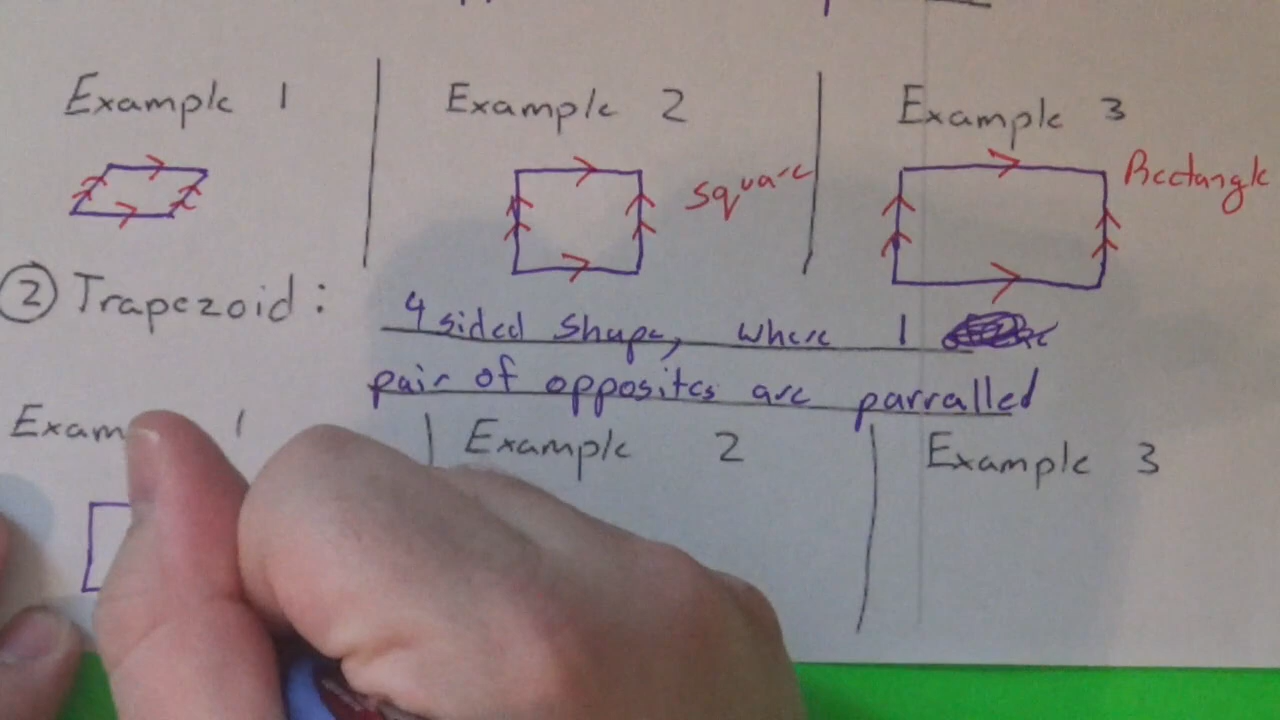 Example 1
Example 2
Example 3
Square
Rectangle
② Trapezoid:
4 sided shape, where 1
pair of opposites are parralled
1
Example 2
Example 3